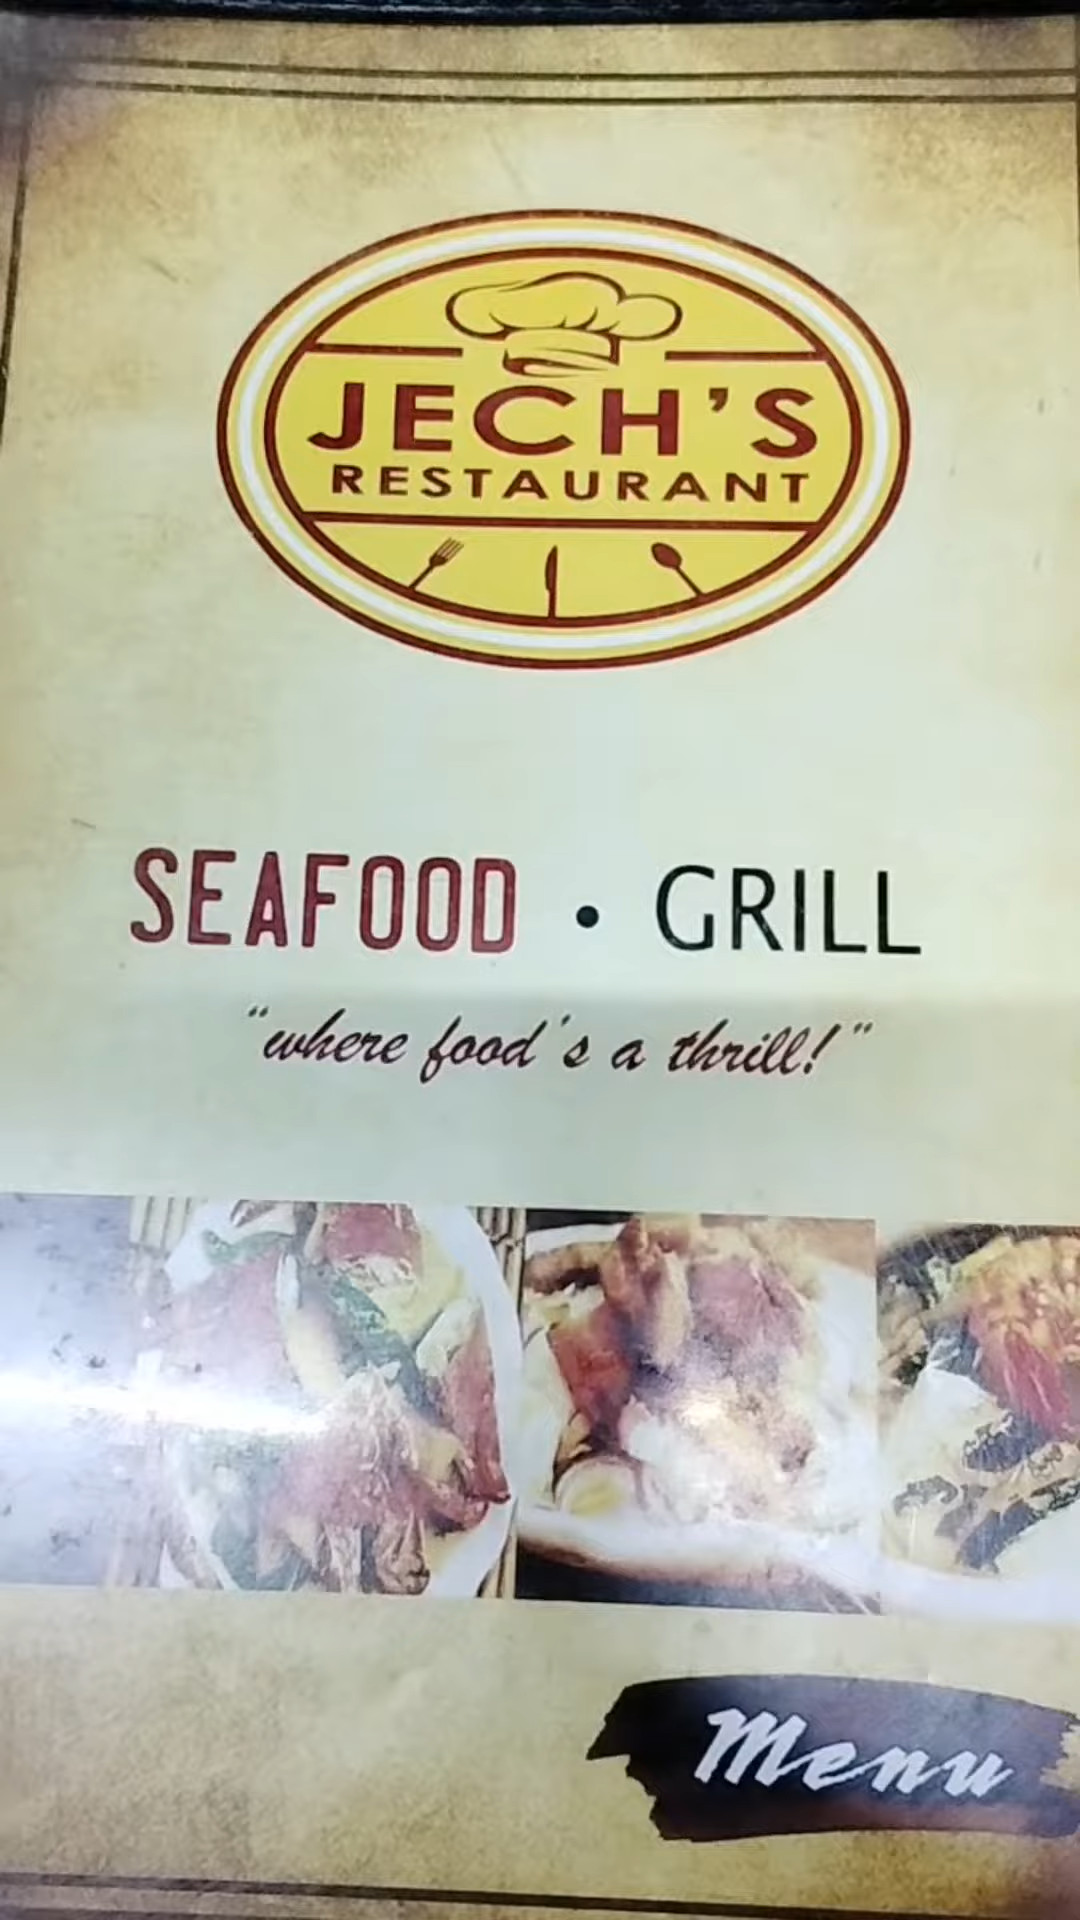 JECH'S
RESTAURANT
SEAFOOD • GRILL
"where food's a thrill!"
Menu